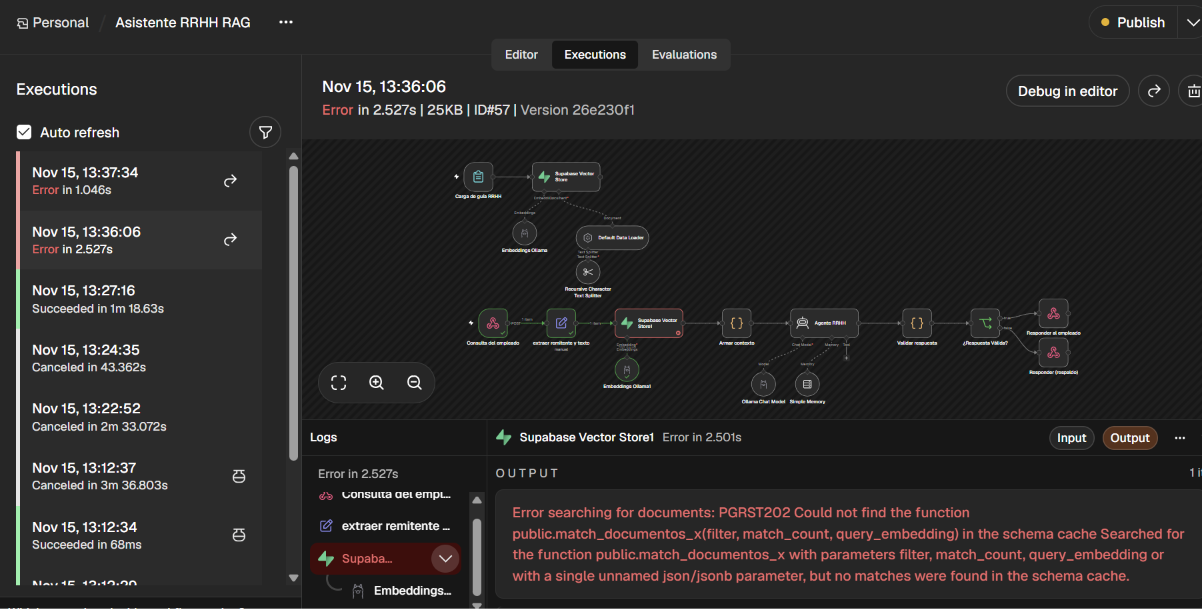 Personal / Asistente RRHH RAG ...
Publish
Editor Executions Evaluations
Executions
Auto refresh
Nov 15, 13:37:34
Error in 1.046s
Nov 15, 13:36:06
Error in 2.527s
Nov 15, 13:27:16
Succeeded in 1m 18.63s
Nov 15, 13:24:35
Canceled in 43.362s
Nov 15, 13:22:52
Canceled in 2m 33.072s
Nov 15, 13:12:37
Canceled in 3m 36.803s
Nov 15, 13:12:34
Succeeded in 68ms
Nov 15, 13:36:06
Error in 2.527s | 25KB | ID#57 | Version 26e230f1
Debug in editor
Carga de guía RRHH
Supabase Vector
Store
Embeddings
Document
Embeddings Ollama
Default Data Loader
Recursive Character
Text Splitter
Consulta del empleado
extraer remitente y texto
manual
Supabase Vector
Store1
Embeddings Ollama1
Armar contexto
Agente RRHH
Chat Model*
Memory
Tool
Model
Memory
Ollama Chat Model
Simple Memory
Validar respuesta
¿Respuesta Válida?
Responder al empleado
Responder (respaldo)
Logs
Error in 2.527s
Consulta del empl...
extraer remitente ...
Supaba...
Embeddings...
Supabase Vector Store1 Error in 2.501s
Input Output ...
OUTPUT
Error searching for documents: PGRST202 Could not find the function
public.match_documentos_x(filter, match_count, query_embedding) in the schema cache Searched for
the function public.match_documentos_x with parameters filter, match_count, query_embedding or
with a single unnamed json/jsonb parameter, but no matches were found in the schema cache.